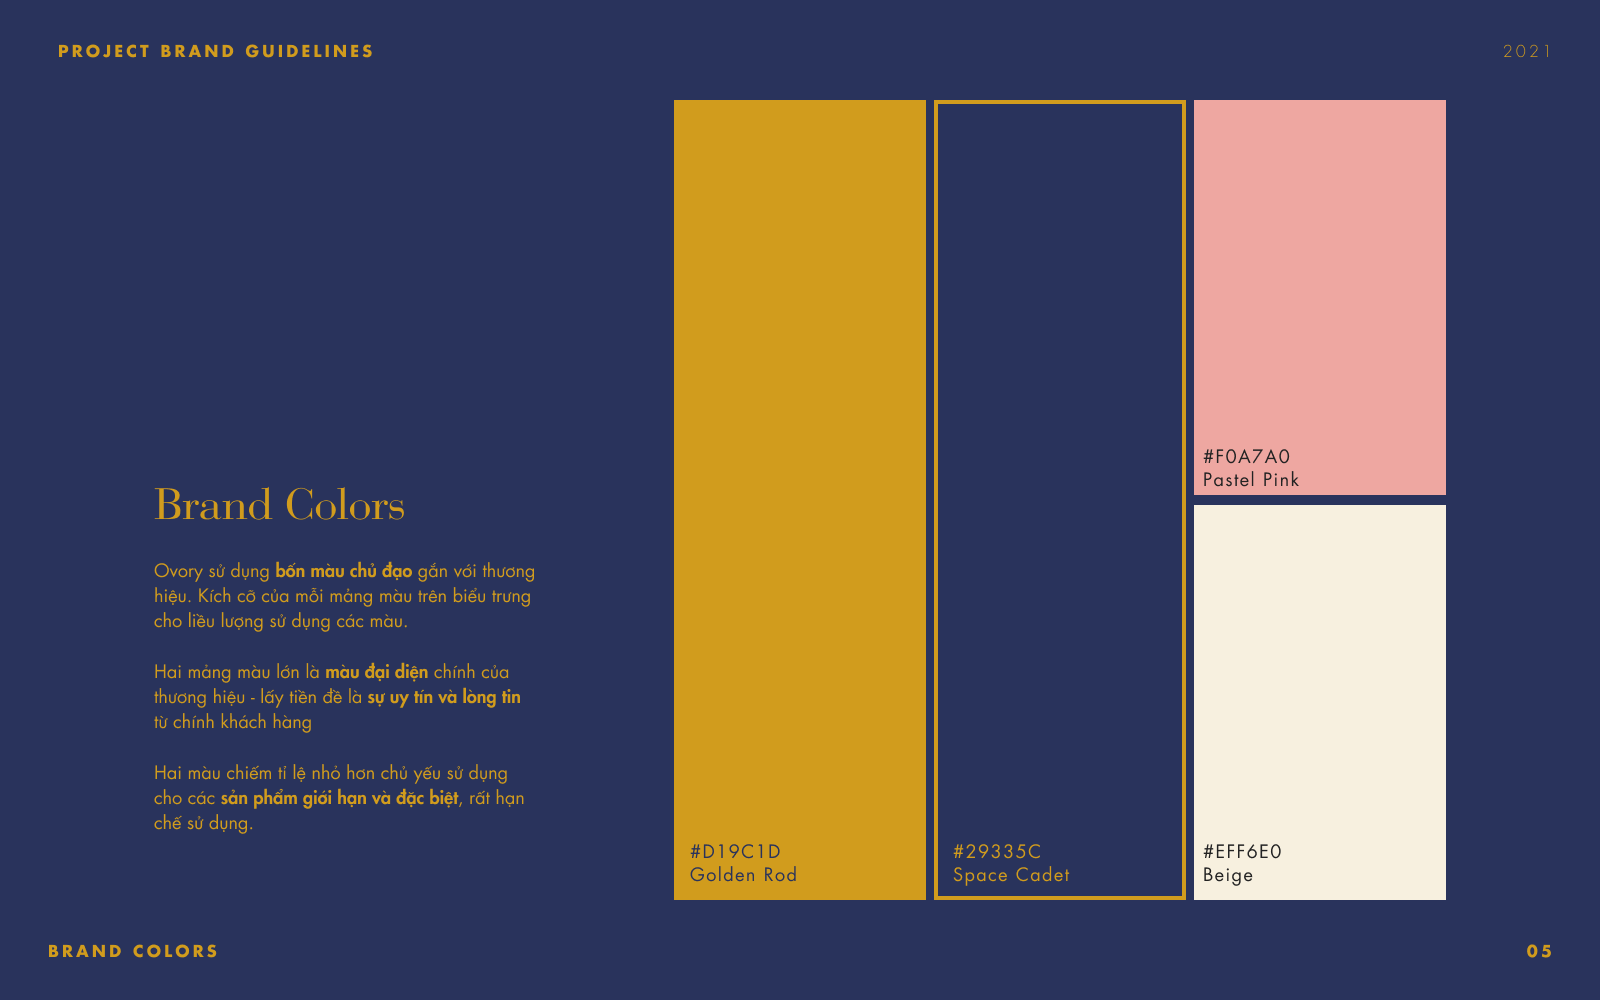 PROJECT BRAND GUIDELINES
2021
Brand Colors
Ovory sử dụng bốn màu chủ đạo gắn với thương
hiệu. Kích cỡ của mỗi mảng màu trên biểu trưng
cho liều lượng sử dụng các màu.
Hai mảng màu lớn là màu đại diện chính của
thương hiệu - lấy tiền đề là sự uy tín và lòng tin
từ chính khách hàng
Hai màu chiếm tỉ lệ nhỏ hơn chủ yếu sử dụng
cho các sản phẩm giới hạn và đặc biệt, rất hạn
chế sử dụng.
#D19C1D
Golden Rod
#29335C
Space Cadet
#F0A7A0
Pastel Pink
#EFF6E0
Beige
BRAND COLORS
05